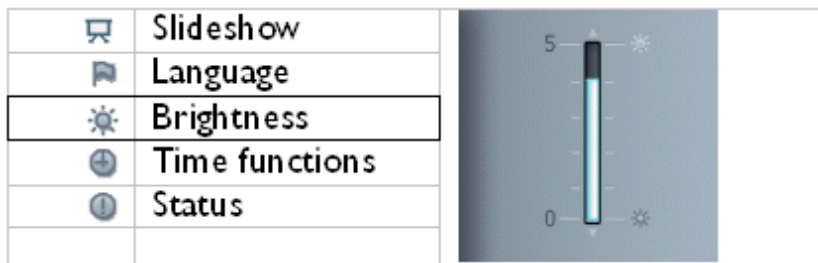 Slideshow
Language
Brightness
Time functions
Status
5
0